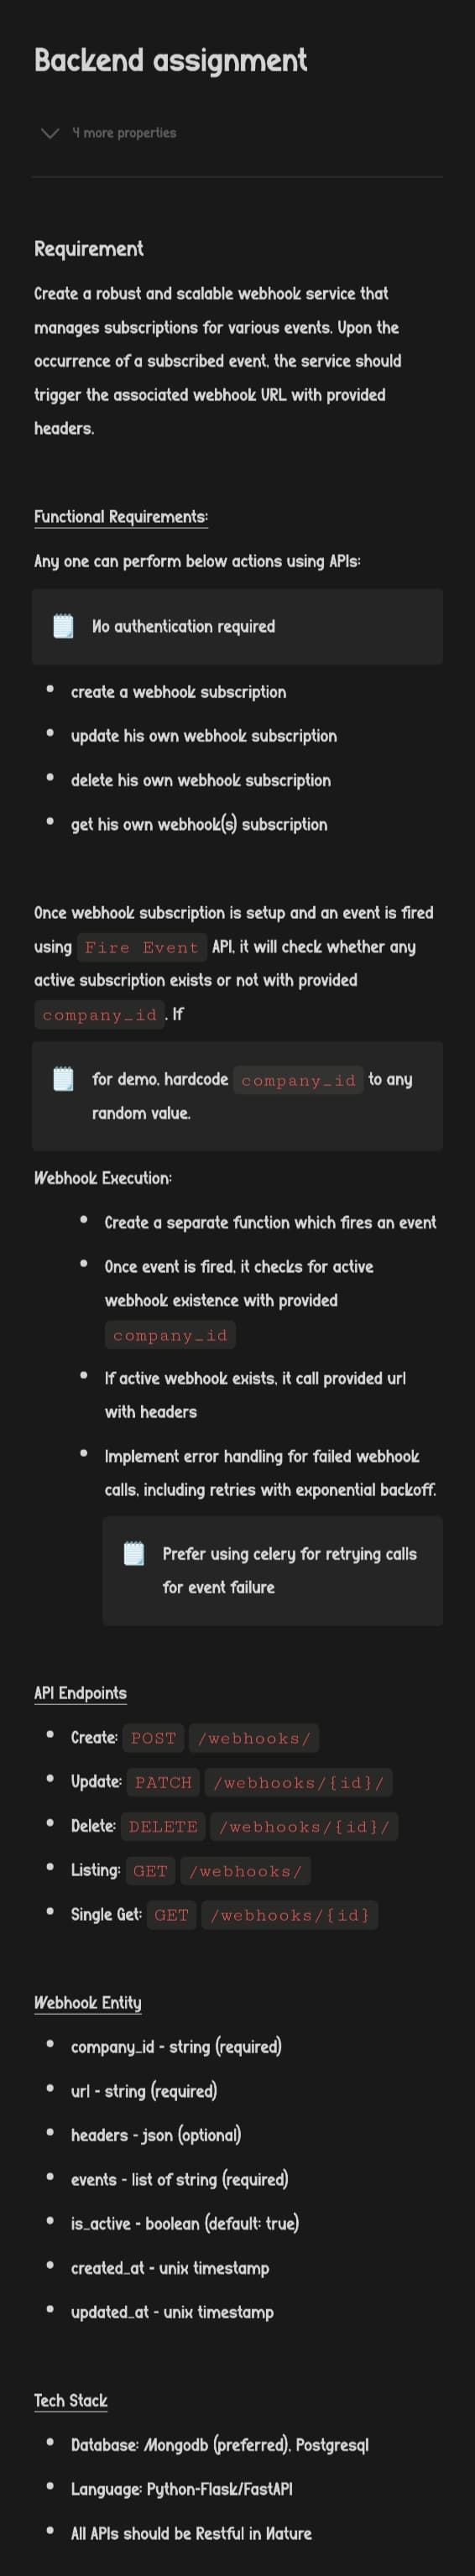 Backend assignment
4 more properties
Requirement
Create a robust and scalable webhook service that
manages subscriptions for various events. Upon the
occurrence of a subscribed event, the service should
trigger the associated webhook URL with provided
headers.
Functional Requirements:
Any one can perform below actions using APIs:
No authentication required
• create a webhook subscription
• update his own webhook subscription
• delete his own webhook subscription
• get his own webhook(s) subscription
Once webhook subscription is setup and an event is fired
using Fire Event API, it will check whether any
active subscription exists or not with provided
company_id. If
for demo, hardcode company_id to any
random value.
Webhook Execution:
• Create a separate function which fires an event
• Once event is fired, it checks for active
webhook existence with provided
company_id
• If active webhook exists, it call provided url
with headers
• Implement error handling for failed webhook
calls, including retries with exponential backoff.
Prefer using celery for retrying calls
for event failure
API Endpoints
• Create: POST /webhooks/
• Update: PATCH /webhooks/{id}/
• Delete: DELETE /webhooks/{id}/
• Listing: GET /webhooks/
• Single Get: GET /webhooks/{id}
Webhook Entity
• company_id - string (required)
• url - string (required)
• headers - json (optional)
• events - list of string (required)
• is_active - boolean (default: true)
• created_at - unix timestamp
• updated_at - unix timestamp
Tech Stack
• Database: Mongodb (preferred), Postgresql
• Language: Python-Flask/FastAPI
• All APIs should be Restful in Nature